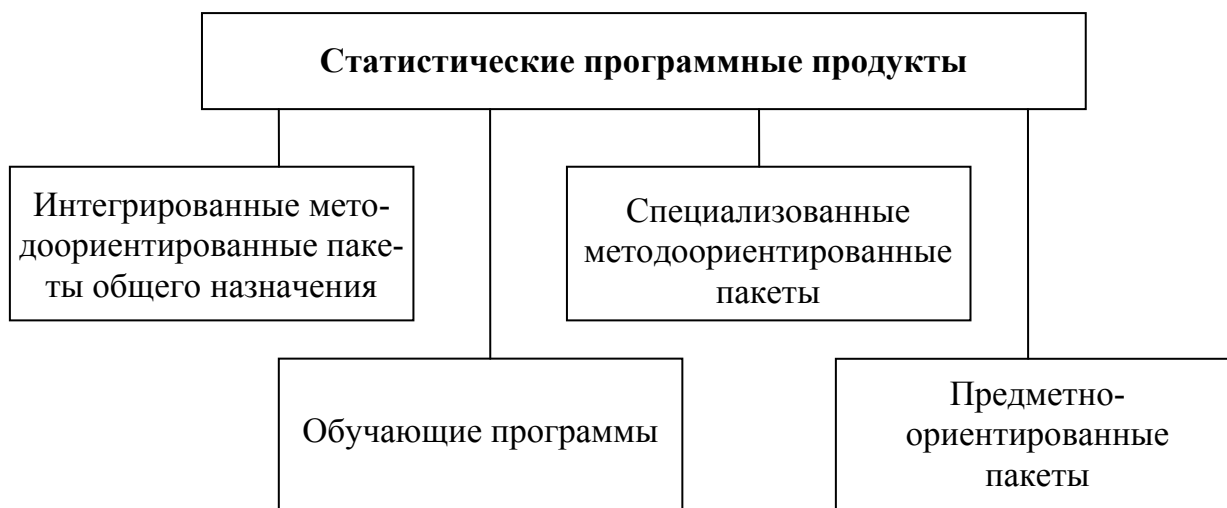 Статистические программные продукты
Интегрированные мето-
доориентированные паке-
ты общего назначения
Специализованные
методоориентированные
пакеты
Обучающие программы
Предметно-
ориентированные
пакеты